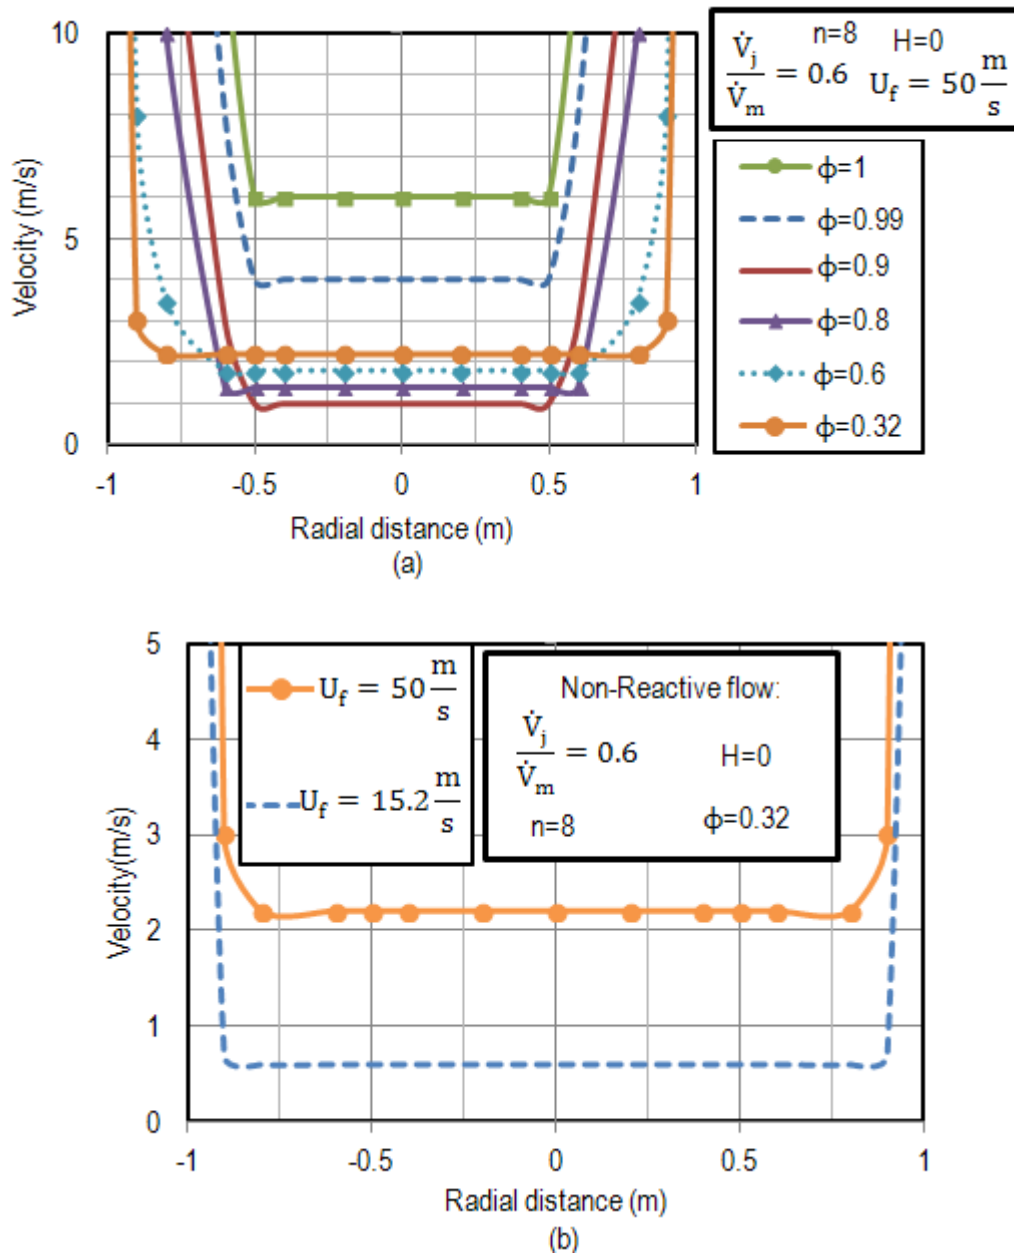 10
5
0
-1 -0.5 0 0.5 1
Velocity (m/s)
Radial distance (m)
(a)
n=8 H=0
V̇j/V̇m = 0.6 Uf = 50 m/s
ϕ=1
ϕ=0.99
ϕ=0.9
ϕ=0.8
ϕ=0.6
ϕ=0.32
5
4
3
2
1
0
-1 -0.5 0 0.5 1
Velocity(m/s)
Radial distance (m)
(b)
Uf = 50 m/s
Uf = 15.2 m/s
Non-Reactive flow:
V̇j/V̇m = 0.6 H=0
n=8 ϕ=0.32